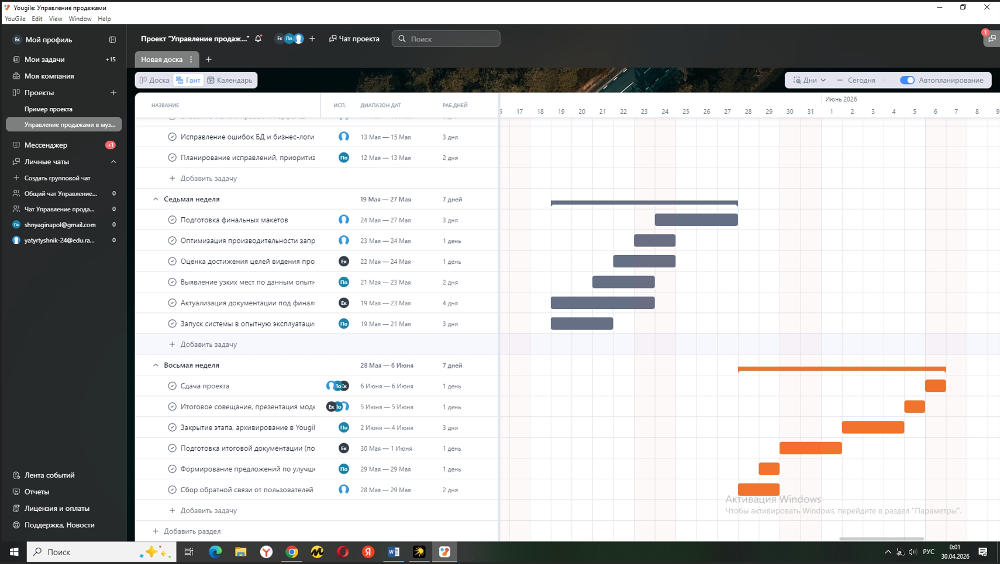 Yougile: Управление продажами
YouGile Edit View Window Help
Ек Мой профиль
Мои задачи +15
Моя компания
Проекты
Пример проекта
Управление продажами в муз...
Мессенджер +1
Личные чаты
Создать групповой чат
Общий чат Управление... 0
Чат Управление прода... 0
По shnyaginapol@gmail.com 0
yatyrtyshnik-24@edu.ra... 0
Лента событий
Отчеты
Лицензия и оплаты
Поддержка, Новости
Проект "Управление продаж..." Ек По + Чат проекта Поиск 1
Новая доска +
Доска Гант Календарь Дни Сегодня Автопланирование
НАЗВАНИЕ ИСП. ДИАПАЗОН ДАТ РАБ.ДНЕЙ
Июнь 2026
17 18 19 20 21 22 23 24 25 26 27 28 29 30 31 1 2 3 4 5 6 7 8 9
Исправление ошибок БД и бизнес-логи 13 Мая — 15 Мая 3 дня
Планирование исправлений, приоритиз По 12 Мая — 13 Мая 2 дня
+ Добавить задачу
Седьмая неделя 19 Мая — 27 Мая 7 дней
Подготовка финальных макетов 24 Мая — 27 Мая 3 дня
Оптимизация производительности запр 23 Мая — 24 Мая 1 день
Оценка достижения целей видения про Ек 22 Мая — 24 Мая 1 день
Выявление узких мест по данным опытн По 21 Мая — 23 Мая 2 дня
Актуализация документации под финал Ек 19 Мая — 23 Мая 4 дня
Запуск системы в опытную эксплуатаци По 19 Мая — 21 Мая 3 дня
+ Добавить задачу
Восьмая неделя 28 Мая — 6 Июня 7 дней
Сдача проекта 6 Июня — 6 Июня 1 день
Итоговое совещание, презентация моде Ек 5 Июня — 5 Июня 1 день
Закрытие этапа, архивирование в Yougil По 2 Июня — 4 Июня 3 дня
Подготовка итоговой документации (по Ек 30 Мая — 1 Июня 1 день
Формирование предложений по улучше По 29 Мая — 29 Мая 1 день
Сбор обратной связи от пользователей 28 Мая — 29 Мая 2 дня
+ Добавить задачу
+ Добавить раздел
Активация Windows
Чтобы активировать Windows, перейдите в раздел "Параметры".
Поиск
РУС
0:01
30.04.2026